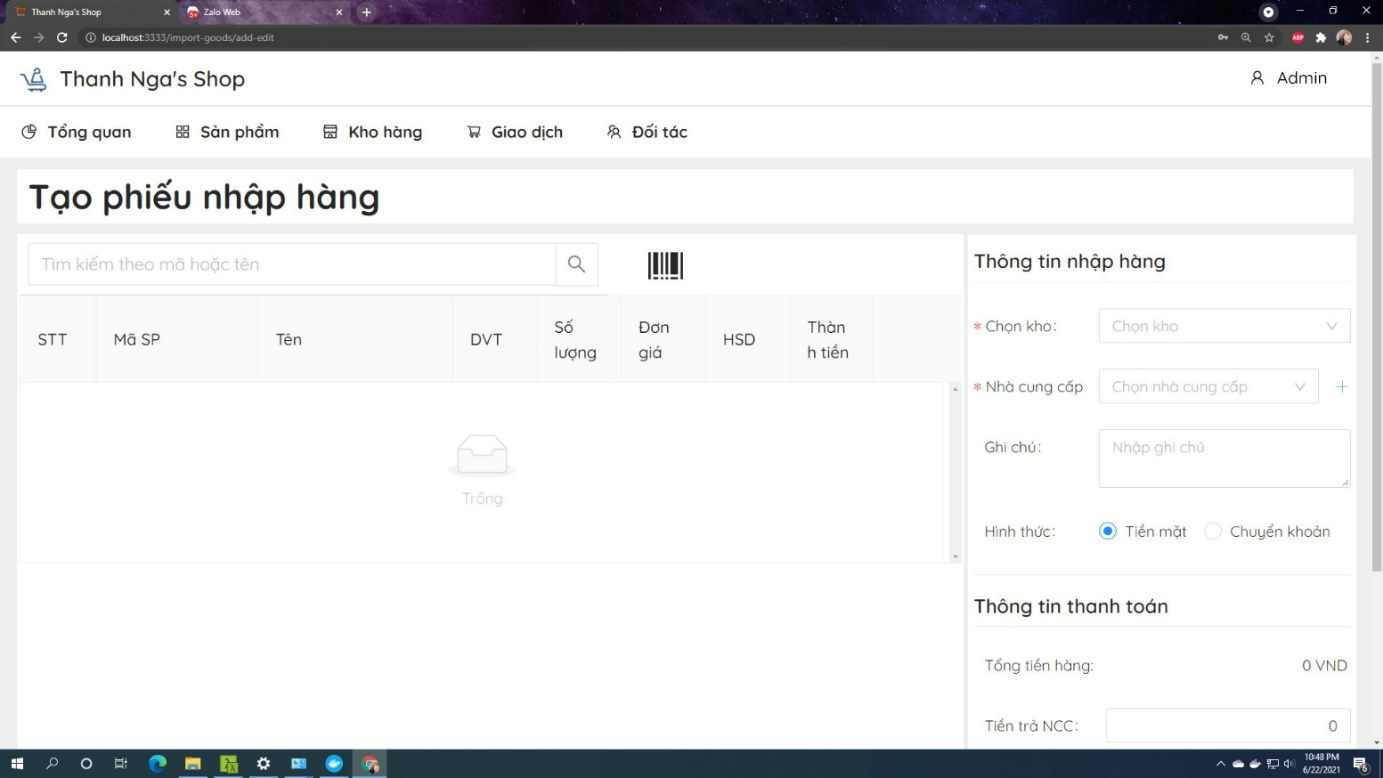 Thanh Nga's Shop
Zalo Web
localhost:3333/import-goods/add-edit
ABP
Thanh Nga's Shop
Admin
Tổng quan
Sản phẩm
Kho hàng
Giao dịch
Đối tác
Tạo phiếu nhập hàng
Tìm kiếm theo mã hoặc tên
STT
Mã SP
Tên
DVT
Số
lượng
Đơn
giá
HSD
Thàn
h tiền
Trống
Thông tin nhập hàng
* Chọn kho:
Chọn kho
* Nhà cung cấp
Chọn nhà cung cấp
Ghi chú:
Nhập ghi chú
Hình thức:
Tiền mặt
Chuyển khoản
Thông tin thanh toán
Tổng tiền hàng:
0 VND
Tiền trả NCC:
0
10:48 PM
6/22/2021